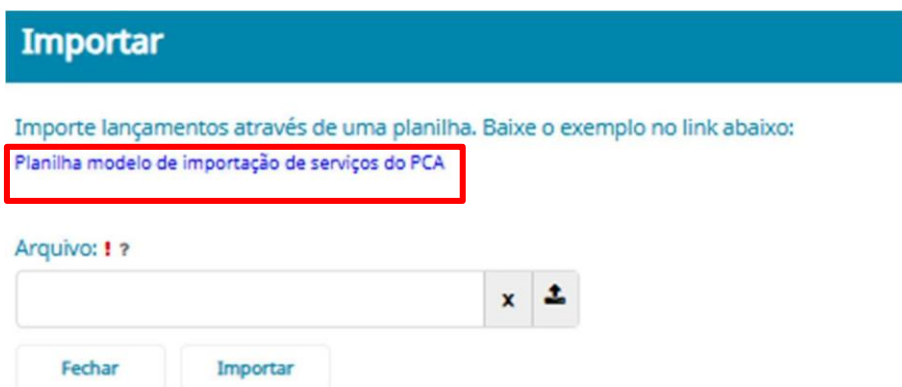 Importar
Importe lançamentos através de uma planilha. Baixe o exemplo no link abaixo:
Planilha modelo de importação de serviços do PCA
Arquivo: ! ?
x
Fechar Importar